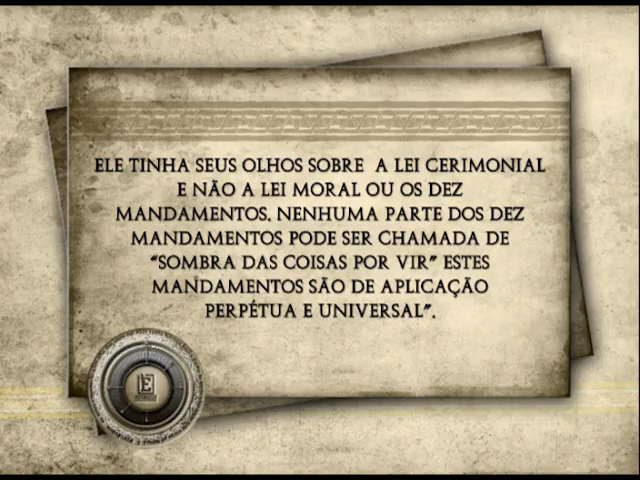 ELE TINHA SEUS OLHOS SOBRE A LEI CERIMONIAL
E NÃO A LEI MORAL OU OS DEZ
MANDAMENTOS. NENHUMA PARTE DOS DEZ
MANDAMENTOS PODE SER CHAMADA DE
“SOMBRA DAS COISAS POR VIR” ESTES
MANDAMENTOS SÃO DE APLICAÇÃO
PERPÉTUA E UNIVERSAL”.